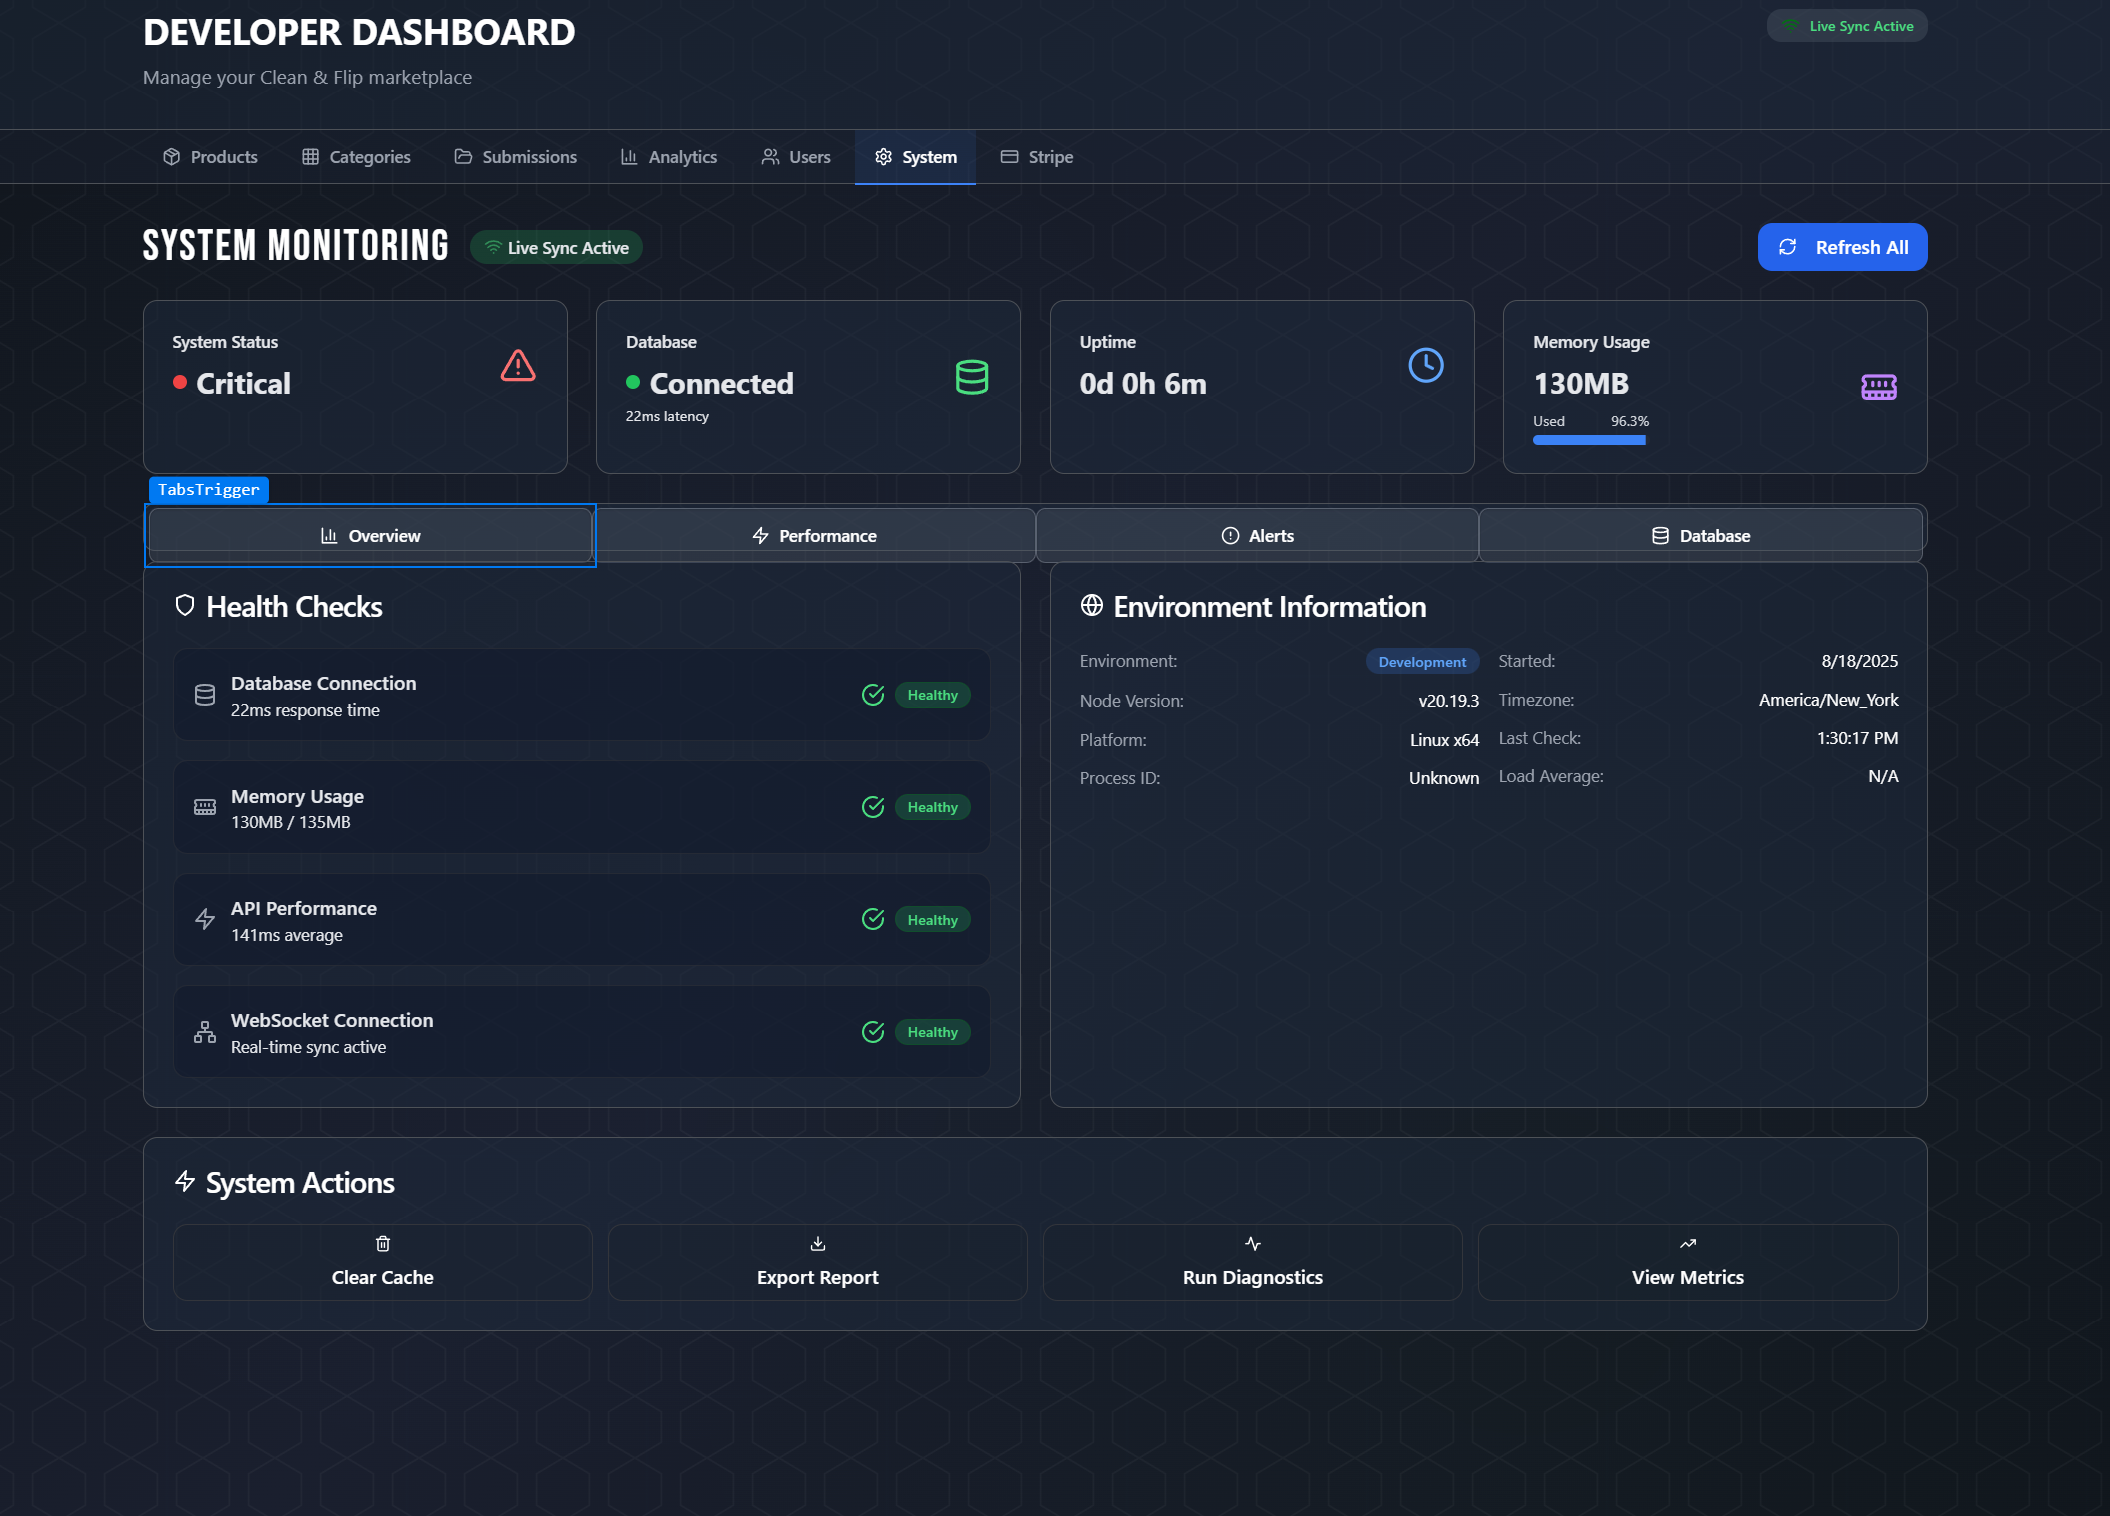 DEVELOPER DASHBOARD
Live Sync Active
Manage your Clean & Flip marketplace
Products
Categories
Submissions
Analytics
Users
System
Stripe
SYSTEM MONITORING
Live Sync Active
Refresh All
System Status
Critical
Database
Connected
22ms latency
Uptime
0d 0h 6m
Memory Usage
130MB
Used 96.3%
TabsTrigger
Overview
Performance
Alerts
Database
Health Checks
Database Connection
22ms response time
Healthy
Memory Usage
130MB / 135MB
Healthy
API Performance
141ms average
Healthy
WebSocket Connection
Real-time sync active
Healthy
Environment Information
Environment: Development
Node Version: v20.19.3
Platform: Linux x64
Process ID: Unknown
Started: 8/18/2025
Timezone: America/New_York
Last Check: 1:30:17 PM
Load Average: N/A
System Actions
Clear Cache
Export Report
Run Diagnostics
View Metrics